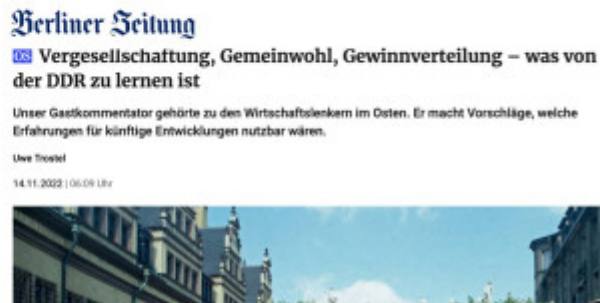 Berliner Zeitung
OS Vergesellschaftung, Gemeinwohl, Gewinnverteilung – was von
der DDR zu lernen ist
Unser Gastkommentator gehörte zu den Wirtschaftslenkern im Osten. Er macht Vorschläge, welche
Erfahrungen für künftige Entwicklungen nutzbar wären.
Uwe Trostel
14.11.2022 | 06:09 Uhr